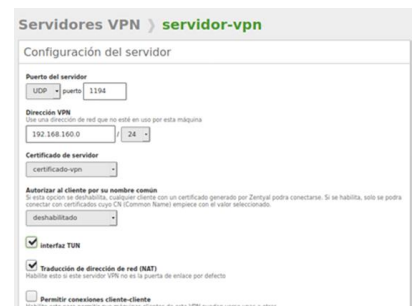 Servidores VPN ⟩ servidor-vpn
Configuración del servidor
Puerto del servidor
UDP puerto 1194
Dirección VPN
Use una dirección de red que no esté en uso por esta máquina
192.168.160.0 / 24
Certificado de servidor
certificado-vpn
Autorizar al cliente por su nombre común
Si esta opcion se deshabilita, cualquier cliente con un certificado generado por Zentyal podra conectarse. Si se habilita, solo se podra
conectar con certificados cuyo CN (Common Name) empiece con el valor seleccionado.
deshabilitado
Interfaz TUN
Traducción de dirección de red (NAT)
Habilite esto si este servidor VPN no es la puerta de enlace por defecto
Permitir conexiones cliente-cliente